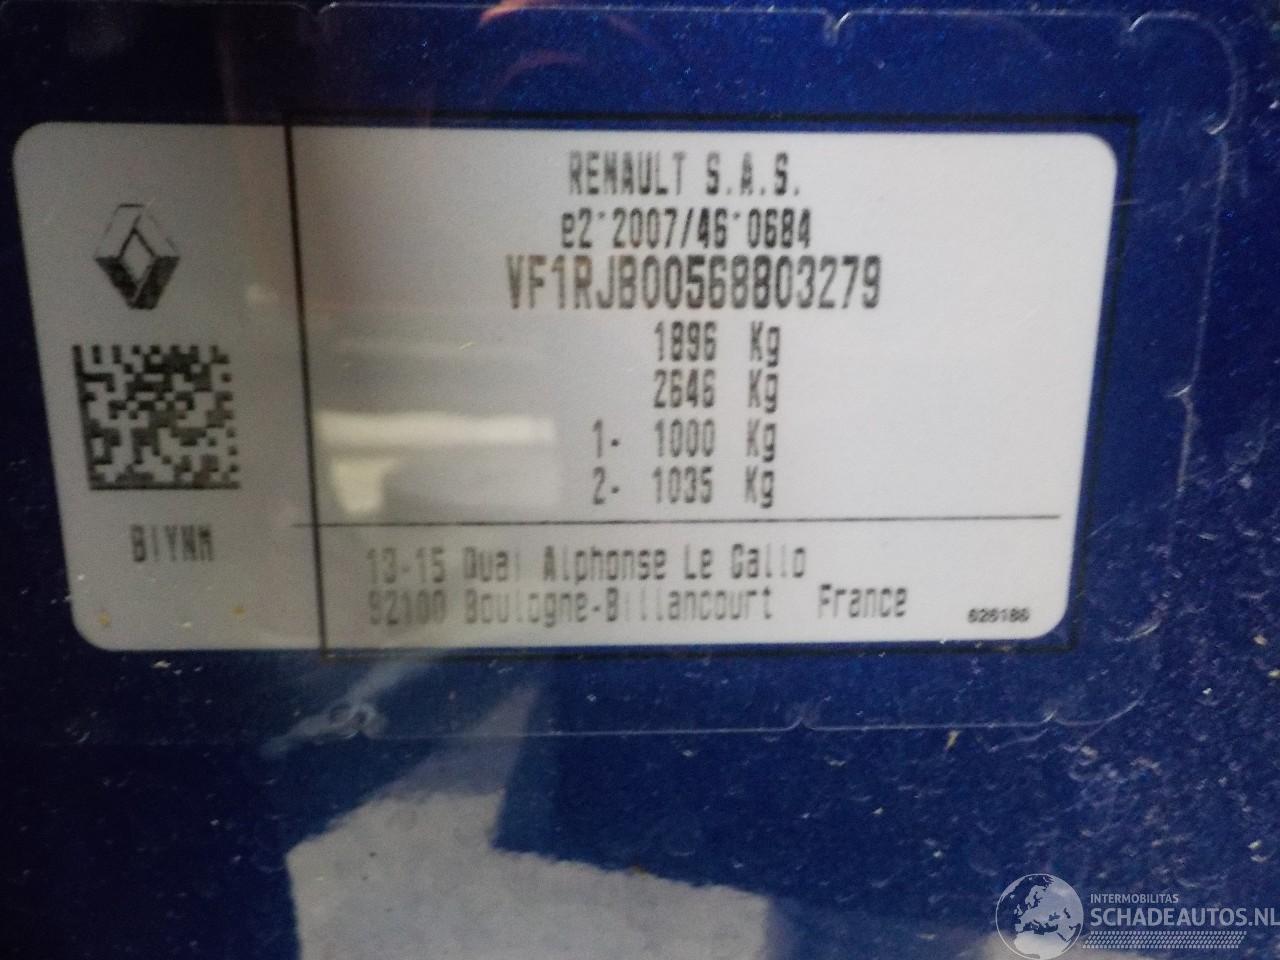 RENAULT S.A.S.
e2*2007/46*0684
VF1RJB00568803279
1896 Kg
2646 Kg
1- 1000 Kg
2- 1035 Kg
BIYNM
13-15 Quai Alphonse Le Gallo
92100 Boulogne-Billancourt France
626186
INTERMOBILITAS
SCHADEAUTOS.NL